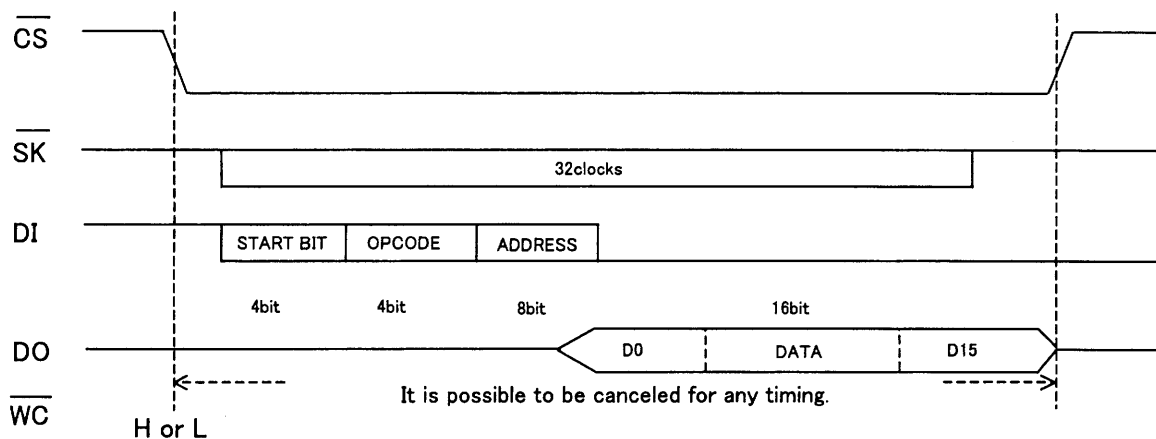 CS
SK
32clocks
DI
START BIT OPCODE ADDRESS
4bit 4bit 8bit 16bit
DO
D0 DATA D15
It is possible to be canceled for any timing.
WC
H or L